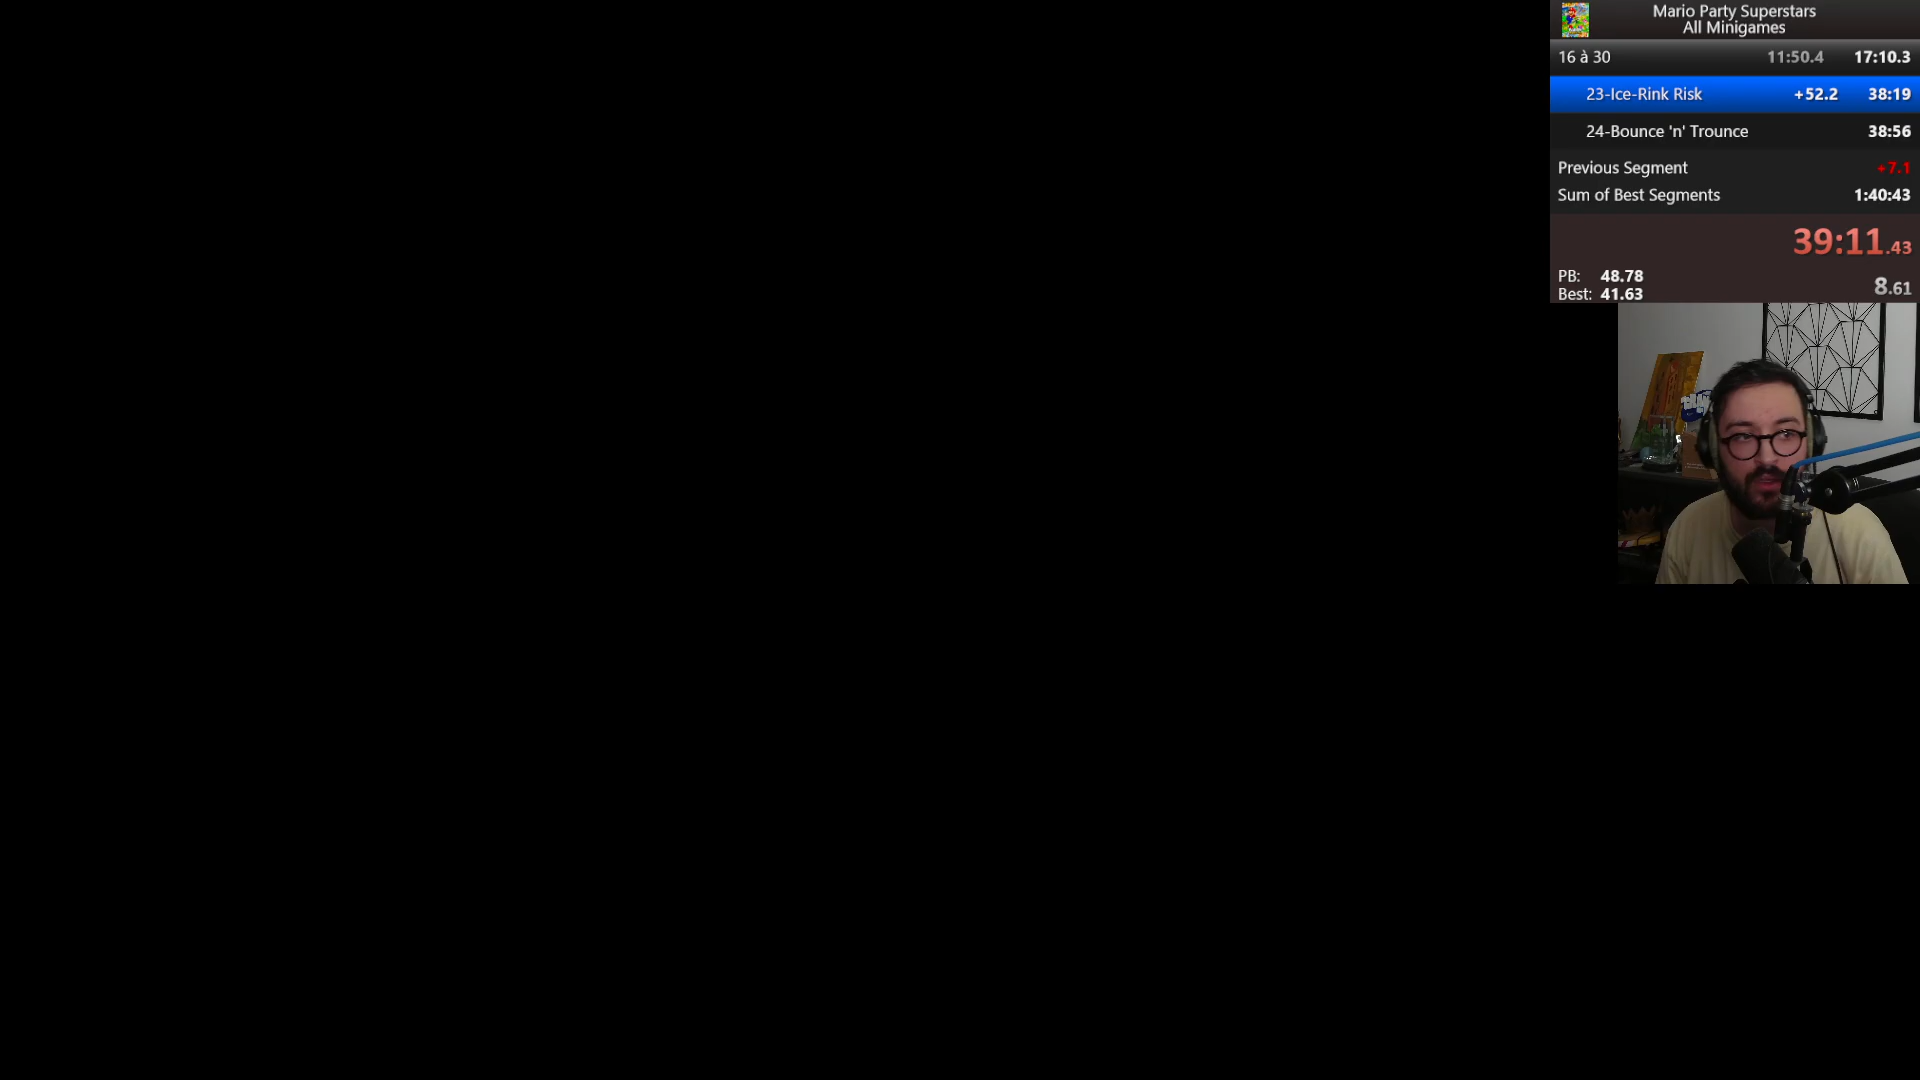 Mario Party Superstars
All Minigames
16 à 30 11:50.4 17:10.3
23-Ice-Rink Risk +52.2 38:19
24-Bounce 'n' Trounce 38:56
Previous Segment +7.1
Sum of Best Segments 1:40:43
39:11.43
PB: 48.78
8.61
Best: 41.63